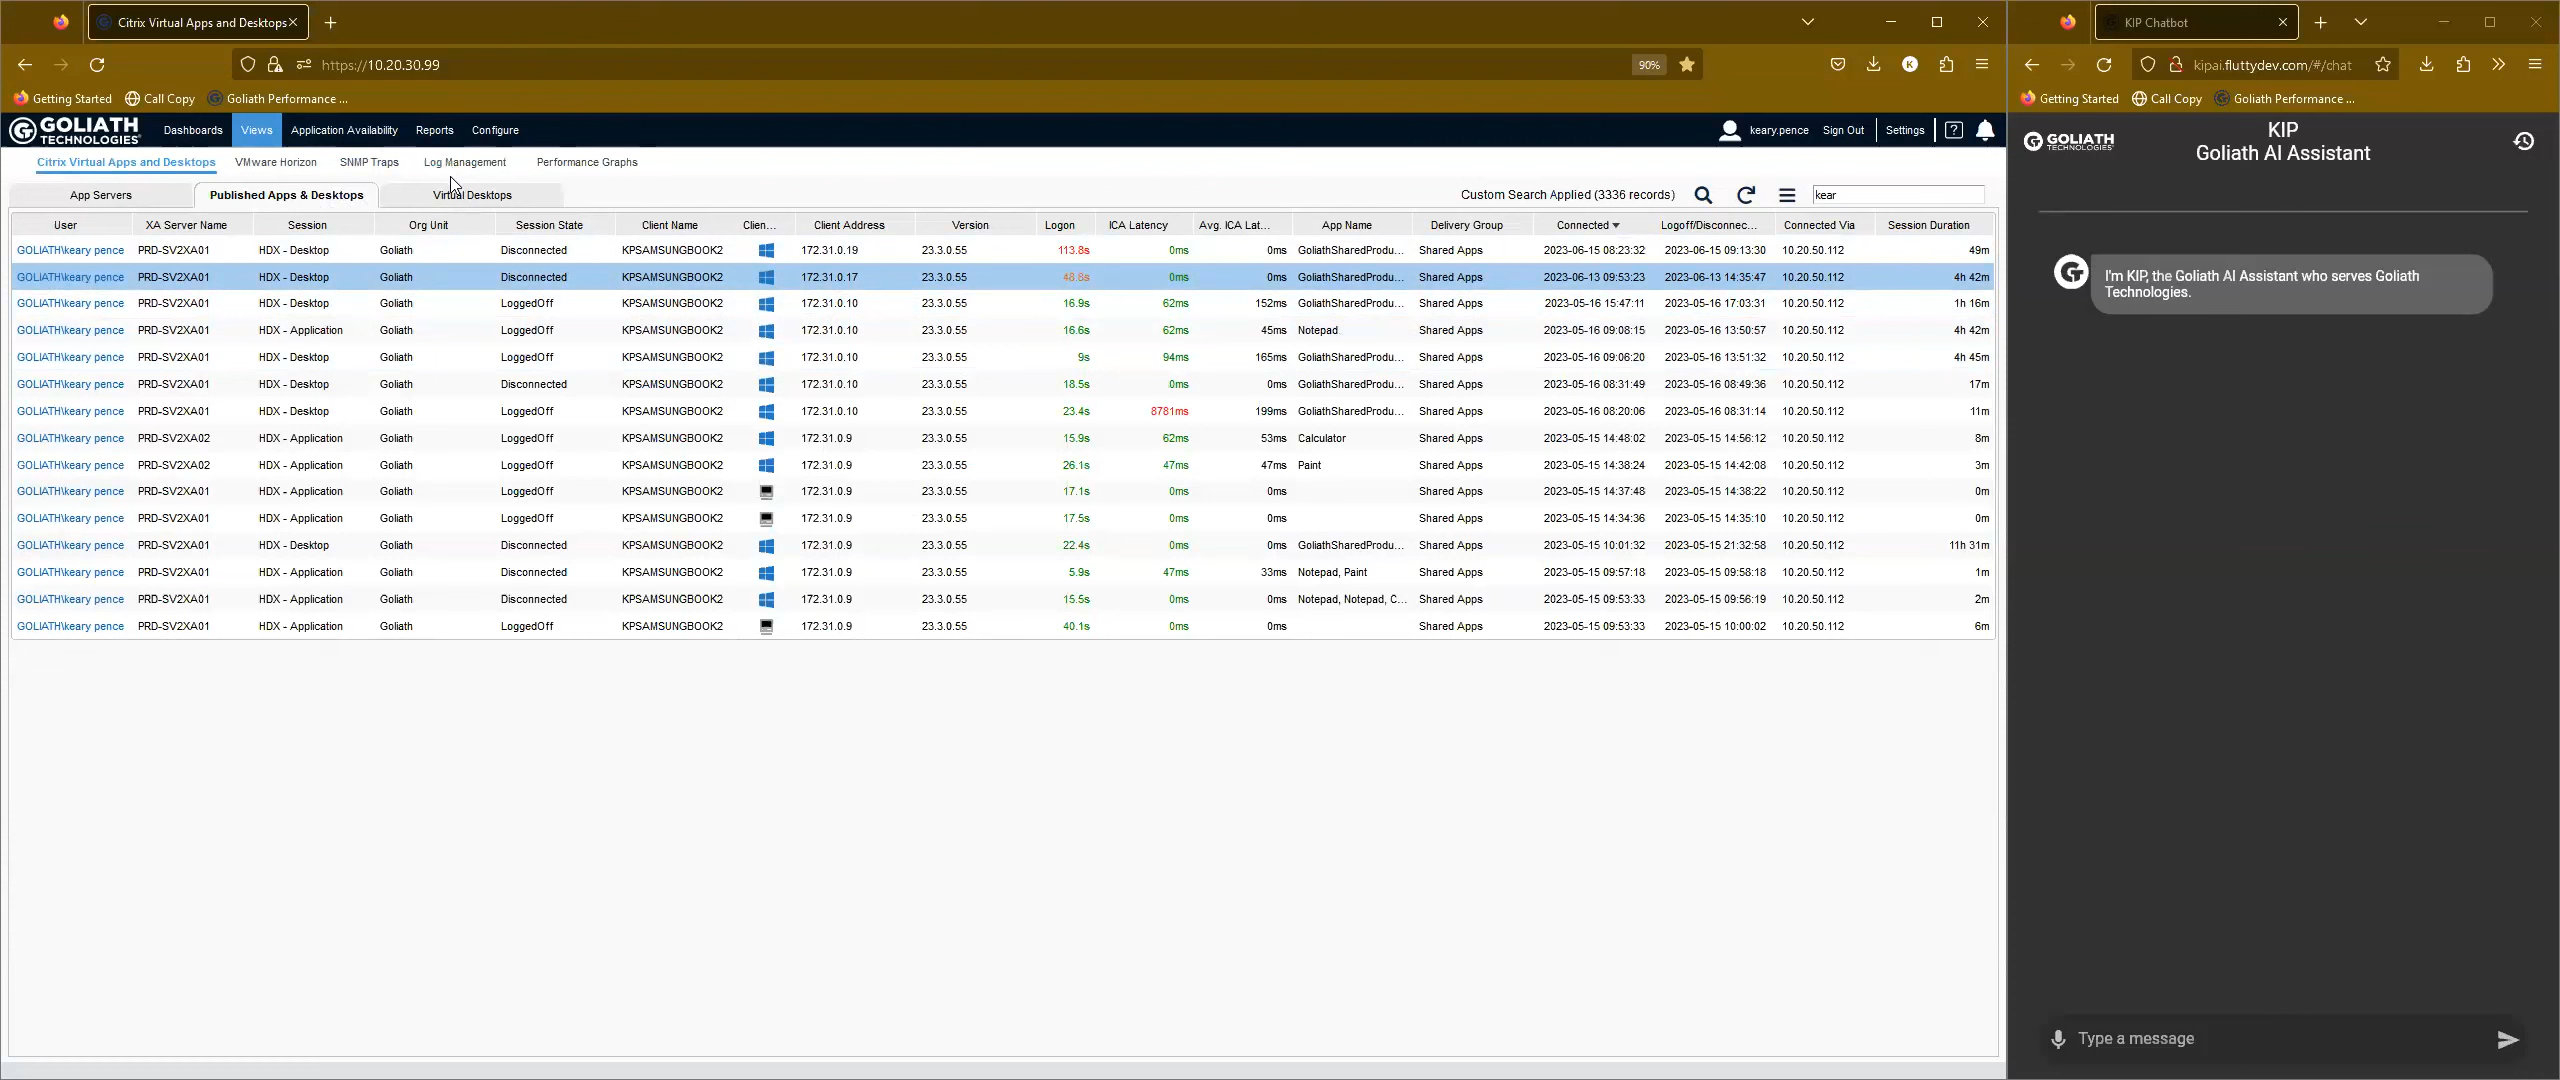 Citrix Virtual Apps and Desktops
https://10.20.30.99
90%
K
Getting Started
Call Copy
Goliath Performance ...
GOLIATH
TECHNOLOGIES
Dashboards
Views
Application Availability
Reports
Configure
keary.pence
Sign Out
Settings
?
Citrix Virtual Apps and Desktops
VMware Horizon
SNMP Traps
Log Management
Performance Graphs
App Servers
Published Apps & Desktops
Virtual Desktops
Custom Search Applied (3336 records)
kear
User XA Server Name Session Org Unit Session State Client Name Clien... Client Address Version Logon ICA Latency Avg. ICA Lat... App Name Delivery Group Connected Logoff/Disconnec... Connected Via Session Duration
GOLIATH\keary pence PRD-SV2XA01 HDX - Desktop Goliath Disconnected KPSAMSUNGBOOK2 172.31.0.19 23.3.0.55 113.8s 0ms 0ms GoliathSharedProdu... Shared Apps 2023-06-15 08:23:32 2023-06-15 09:13:30 10.20.50.112 49m
GOLIATH\keary pence PRD-SV2XA01 HDX - Desktop Goliath Disconnected KPSAMSUNGBOOK2 172.31.0.17 23.3.0.55 48.8s 0ms 0ms GoliathSharedProdu... Shared Apps 2023-06-13 09:53:23 2023-06-13 14:35:47 10.20.50.112 4h 42m
GOLIATH\keary pence PRD-SV2XA01 HDX - Desktop Goliath LoggedOff KPSAMSUNGBOOK2 172.31.0.10 23.3.0.55 16.9s 62ms 152ms GoliathSharedProdu... Shared Apps 2023-05-16 15:47:11 2023-05-16 17:03:31 10.20.50.112 1h 16m
GOLIATH\keary pence PRD-SV2XA01 HDX - Application Goliath LoggedOff KPSAMSUNGBOOK2 172.31.0.10 23.3.0.55 16.6s 62ms 45ms Notepad Shared Apps 2023-05-16 09:08:15 2023-05-16 13:50:57 10.20.50.112 4h 42m
GOLIATH\keary pence PRD-SV2XA01 HDX - Desktop Goliath LoggedOff KPSAMSUNGBOOK2 172.31.0.10 23.3.0.55 9s 94ms 165ms GoliathSharedProdu... Shared Apps 2023-05-16 09:06:20 2023-05-16 13:51:32 10.20.50.112 4h 45m
GOLIATH\keary pence PRD-SV2XA01 HDX - Desktop Goliath Disconnected KPSAMSUNGBOOK2 172.31.0.10 23.3.0.55 18.5s 0ms 0ms GoliathSharedProdu... Shared Apps 2023-05-16 08:31:49 2023-05-16 08:49:36 10.20.50.112 17m
GOLIATH\keary pence PRD-SV2XA01 HDX - Desktop Goliath LoggedOff KPSAMSUNGBOOK2 172.31.0.10 23.3.0.55 23.4s 8781ms 199ms GoliathSharedProdu... Shared Apps 2023-05-16 08:20:06 2023-05-16 08:31:14 10.20.50.112 11m
GOLIATH\keary pence PRD-SV2XA02 HDX - Application Goliath LoggedOff KPSAMSUNGBOOK2 172.31.0.9 23.3.0.55 15.9s 62ms 53ms Calculator Shared Apps 2023-05-15 14:48:02 2023-05-15 14:56:12 10.20.50.112 8m
GOLIATH\keary pence PRD-SV2XA02 HDX - Application Goliath LoggedOff KPSAMSUNGBOOK2 172.31.0.9 23.3.0.55 26.1s 47ms 47ms Paint Shared Apps 2023-05-15 14:38:24 2023-05-15 14:42:08 10.20.50.112 3m
GOLIATH\keary pence PRD-SV2XA01 HDX - Application Goliath LoggedOff KPSAMSUNGBOOK2 172.31.0.9 23.3.0.55 17.1s 0ms 0ms Shared Apps 2023-05-15 14:37:48 2023-05-15 14:38:22 10.20.50.112 0m
GOLIATH\keary pence PRD-SV2XA01 HDX - Application Goliath LoggedOff KPSAMSUNGBOOK2 172.31.0.9 23.3.0.55 17.5s 0ms 0ms Shared Apps 2023-05-15 14:34:36 2023-05-15 14:35:10 10.20.50.112 0m
GOLIATH\keary pence PRD-SV2XA01 HDX - Desktop Goliath Disconnected KPSAMSUNGBOOK2 172.31.0.9 23.3.0.55 22.4s 0ms 0ms GoliathSharedProdu... Shared Apps 2023-05-15 10:01:32 2023-05-15 21:32:58 10.20.50.112 11h 31m
GOLIATH\keary pence PRD-SV2XA01 HDX - Application Goliath Disconnected KPSAMSUNGBOOK2 172.31.0.9 23.3.0.55 5.9s 47ms 33ms Notepad, Paint Shared Apps 2023-05-15 09:57:18 2023-05-15 09:58:18 10.20.50.112 1m
GOLIATH\keary pence PRD-SV2XA01 HDX - Application Goliath Disconnected KPSAMSUNGBOOK2 172.31.0.9 23.3.0.55 15.5s 0ms 0ms Notepad, Notepad, C... Shared Apps 2023-05-15 09:53:33 2023-05-15 09:56:19 10.20.50.112 2m
GOLIATH\keary pence PRD-SV2XA01 HDX - Application Goliath LoggedOff KPSAMSUNGBOOK2 172.31.0.9 23.3.0.55 40.1s 0ms 0ms Shared Apps 2023-05-15 09:53:33 2023-05-15 10:00:02 10.20.50.112 6m
KIP Chatbot
kipai.fluttydev.com/#/chat
Getting Started
Call Copy
Goliath Performance ...
GOLIATH
TECHNOLOGIES
KIP
Goliath AI Assistant
I'm KIP, the Goliath AI Assistant who serves Goliath
Technologies.
Type a message